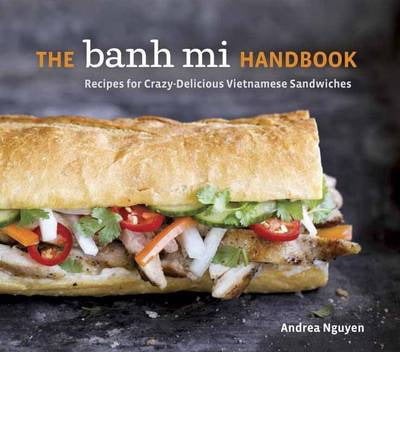 THE banh mi HANDBOOK
Recipes for Crazy-Delicious Vietnamese Sandwiches
Andrea Nguyen